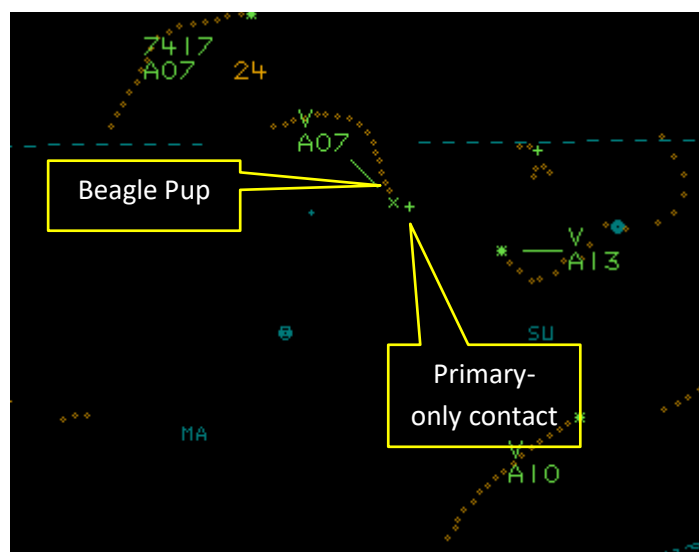 7417
A07 24
V
A07
Beagle Pup
V
A13
SU
Primary-
only contact
MA
V
A10